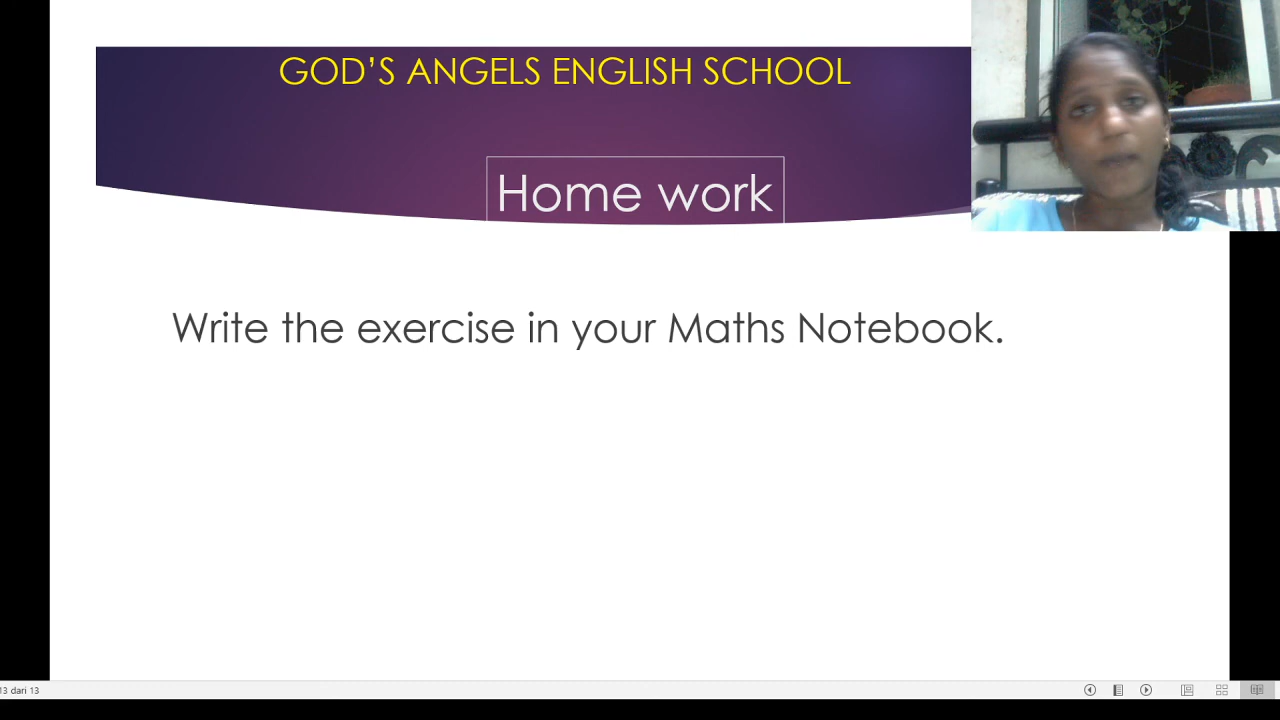 GOD’S ANGELS ENGLISH SCHOOL
Home work
Write the exercise in your Maths Notebook.
13 dari 13